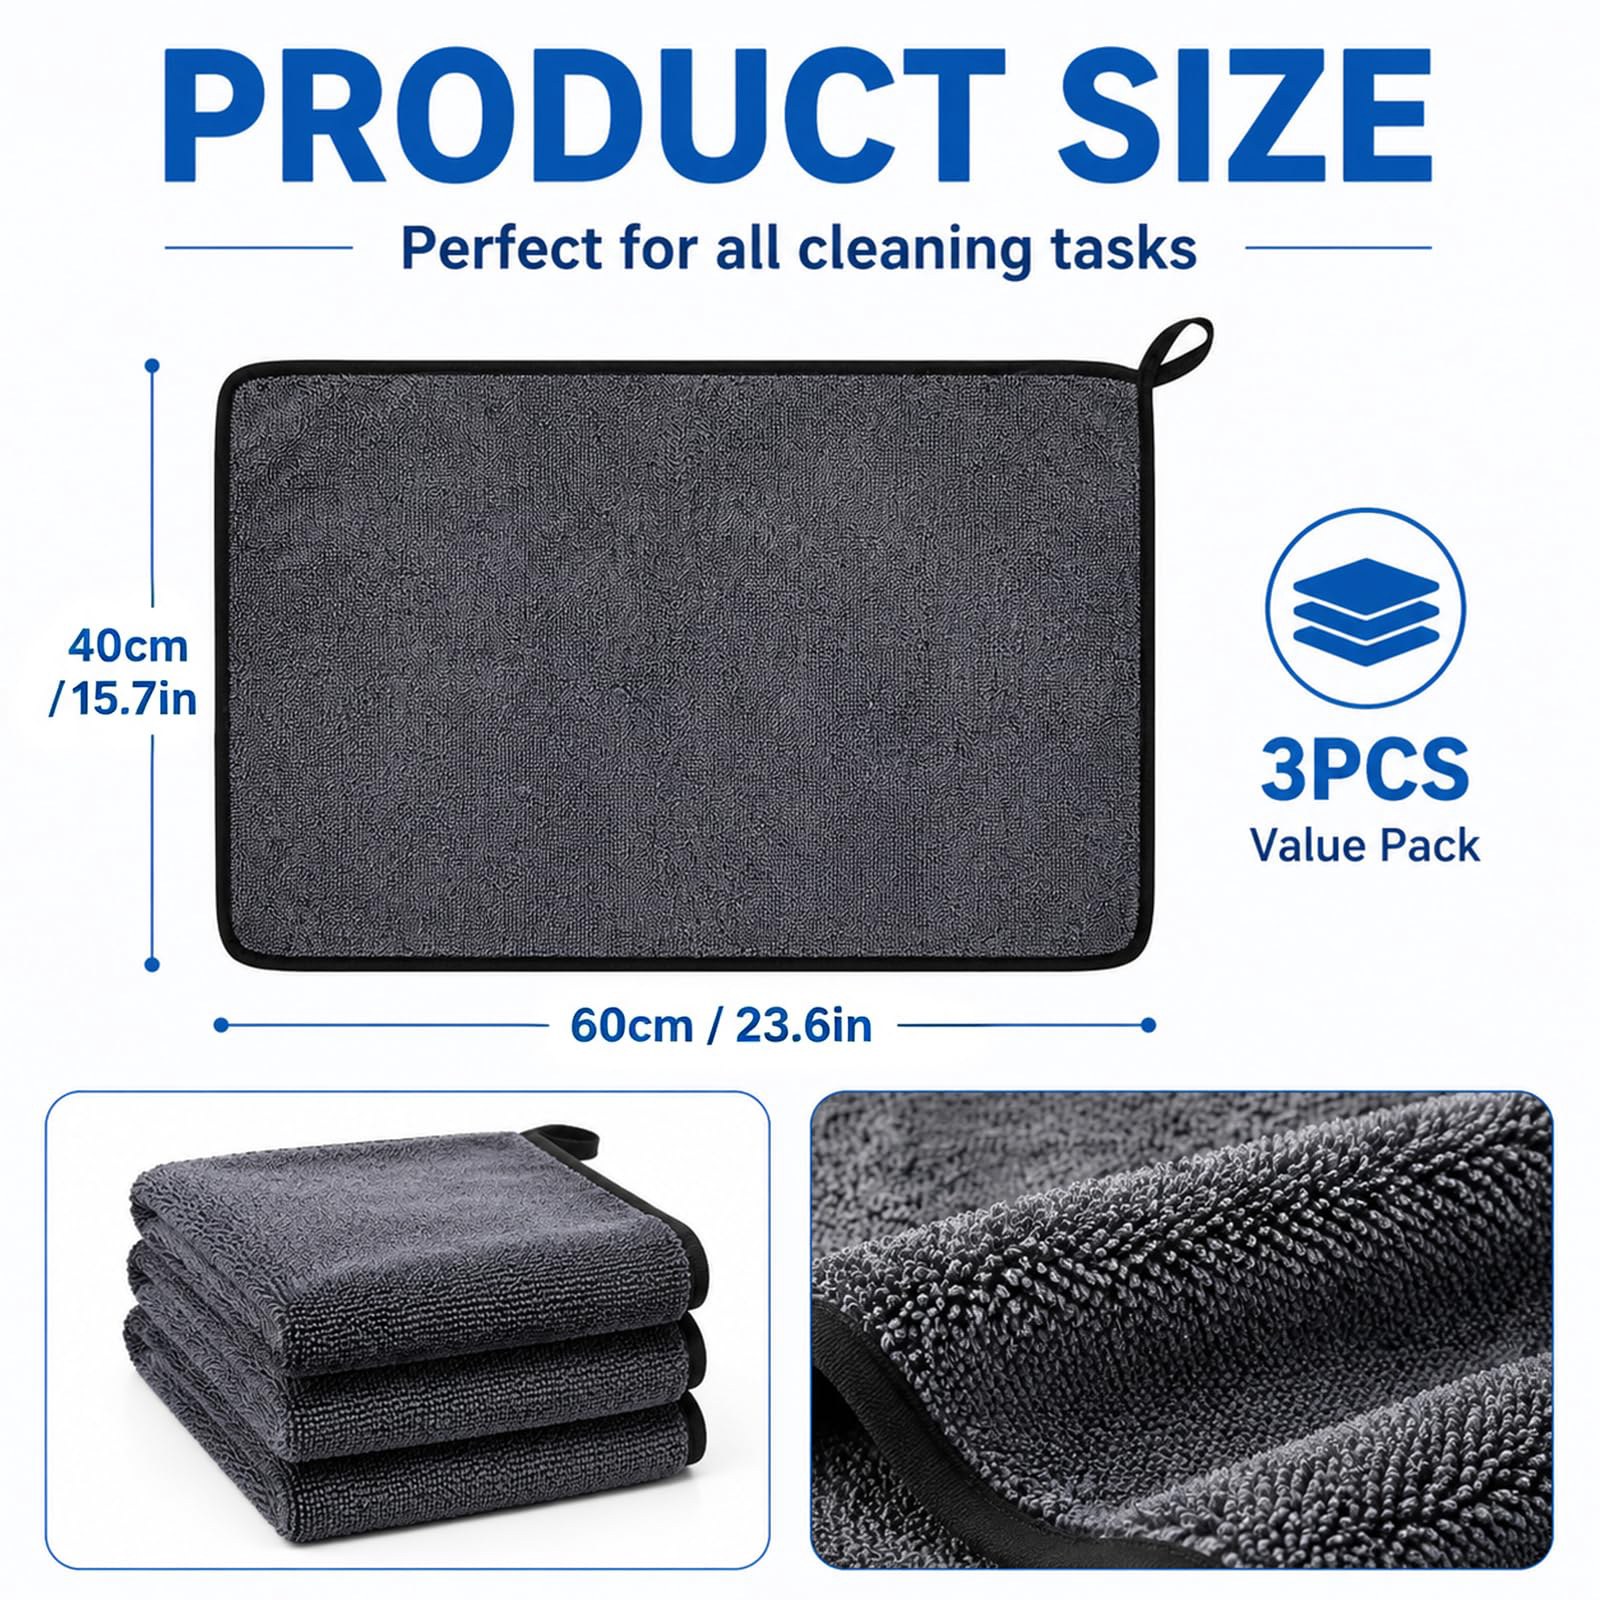 PRODUCT SIZE
Perfect for all cleaning tasks
40cm
/15.7in
3PCS
Value Pack
60cm / 23.6in